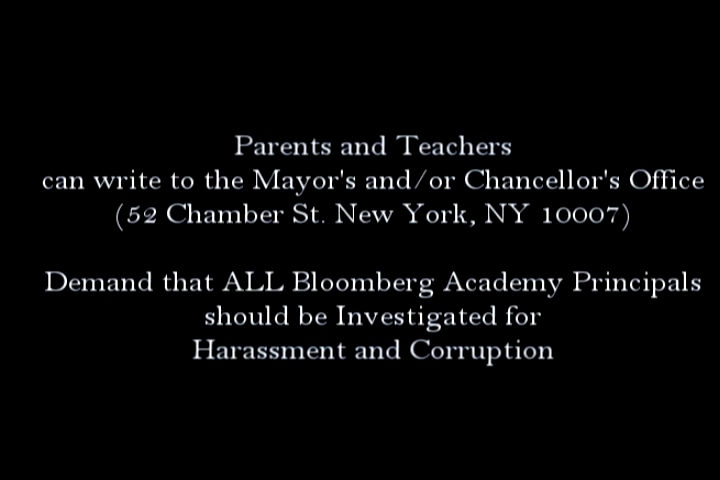 Parents and Teachers
can write to the Mayor's and/or Chancellor's Office
(52 Chamber St. New York, NY 10007)
Demand that ALL Bloomberg Academy Principals
should be Investigated for
Harassment and Corruption